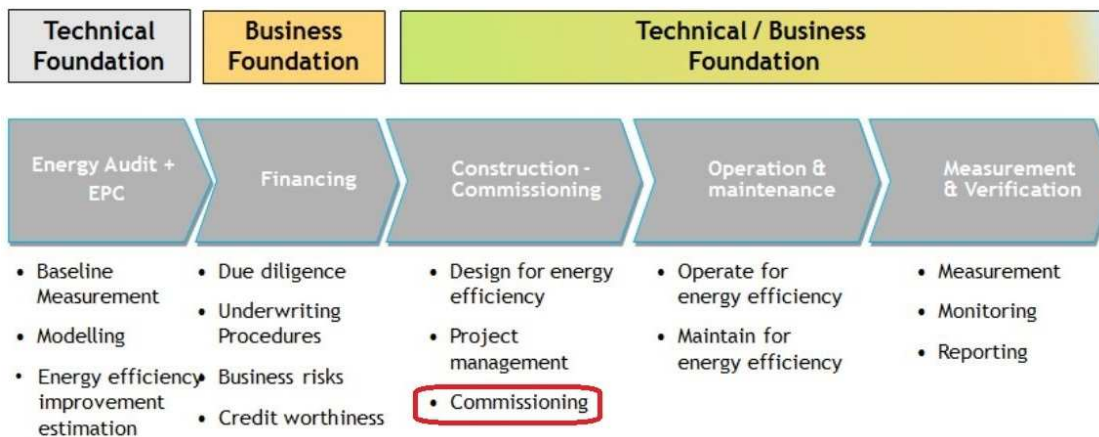 Technical
Foundation
Business
Foundation
Technical / Business
Foundation
Energy Audit +
EPC
Financing
Construction -
Commissioning
Operation &
maintenance
Measurement
& Verification
• Baseline
Measurement
• Modelling
• Energy efficiency
improvement
estimation
• Due diligence
• Underwriting
Procedures
• Business risks
• Credit worthiness
• Design for energy
efficiency
• Project
management
• Commissioning
• Operate for
energy efficiency
• Maintain for
energy efficiency
• Measurement
• Monitoring
• Reporting